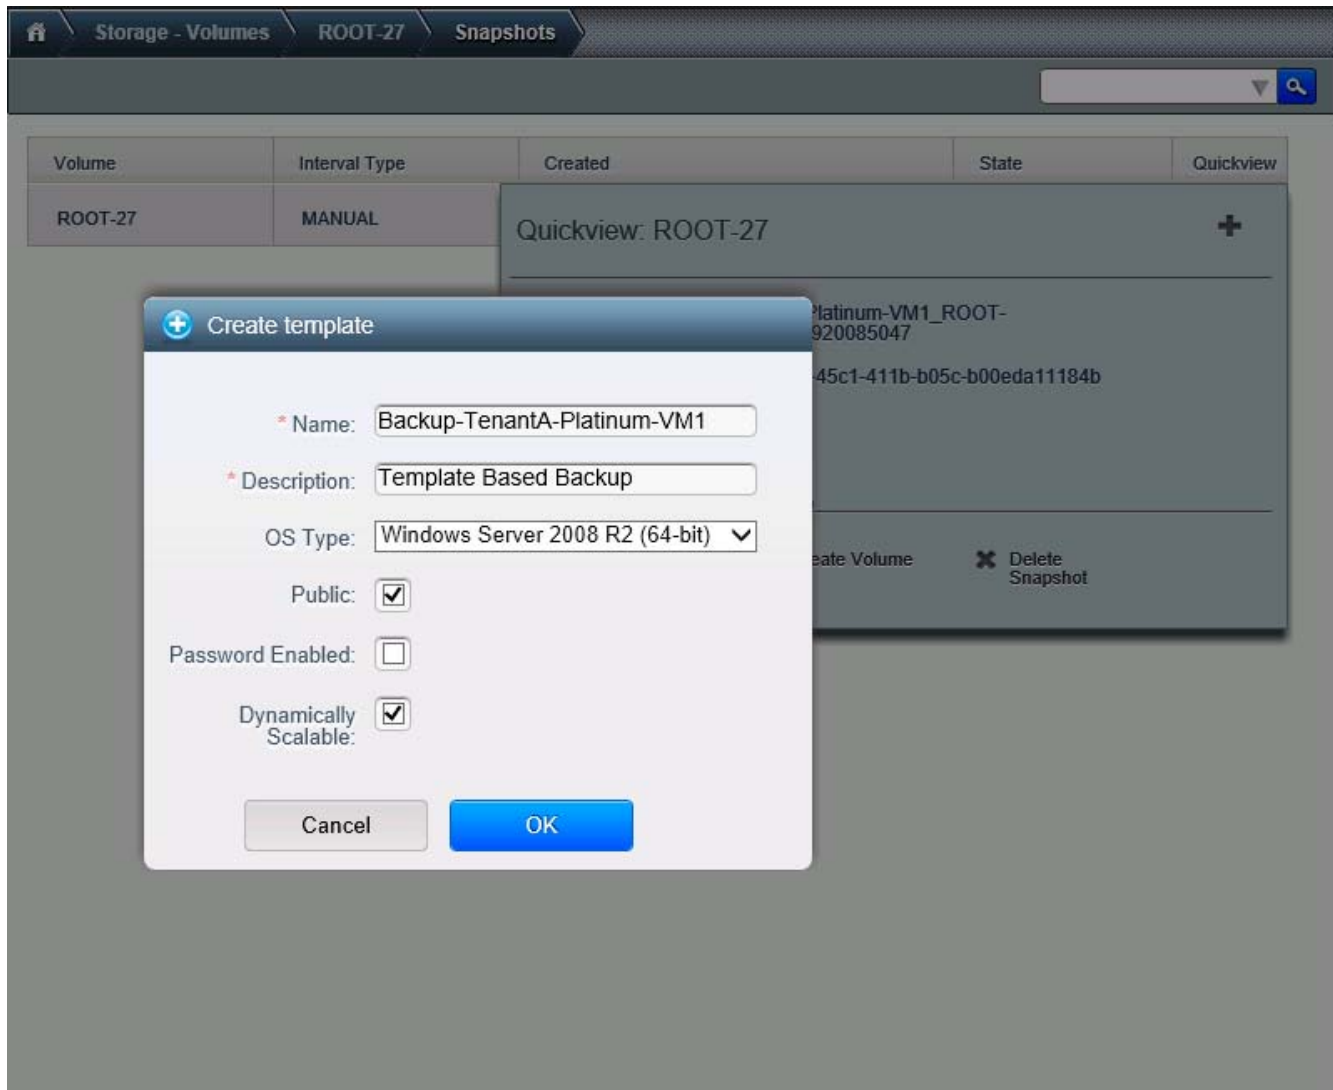 Storage - Volumes ROOT-27 Snapshots
Volume Interval Type Created State Quickview
ROOT-27 MANUAL
Quickview: ROOT-27
Platinum-VM1_ROOT-
920085047
-45c1-411b-b05c-b00eda11184b
Create template
* Name: Backup-TenantA-Platinum-VM1
* Description: Template Based Backup
OS Type: Windows Server 2008 R2 (64-bit)
eate Volume Delete
Snapshot
Public:
Password Enabled:
Dynamically
Scalable:
Cancel OK